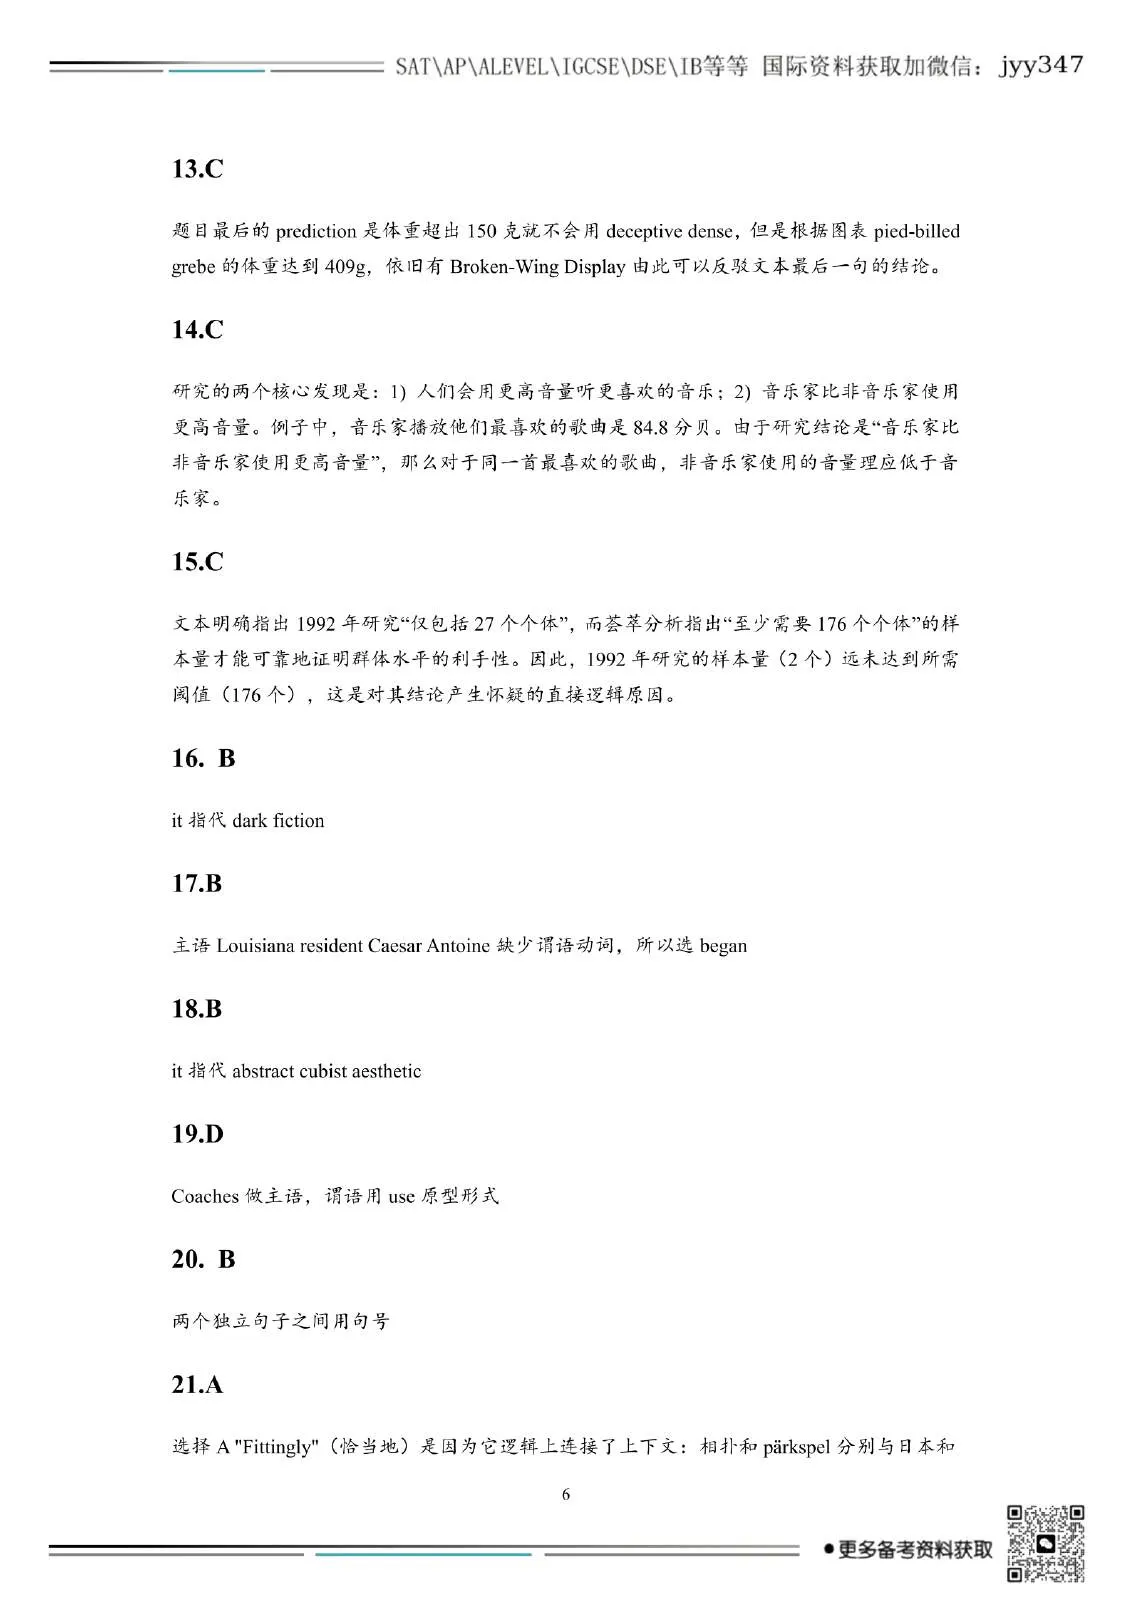 SAT\AP\ALEVEL\IGCSE\DSE\IB等等 国际资料获取加微信：jyy347
13.C
题目最后的 prediction 是体重超出 150 克就不会用 deceptive dense，但是根据图表 pied-billed
grebe 的体重达到 409g，依旧有 Broken-Wing Display 由此可以反驳文本最后一句的结论。
14.C
研究的两个核心发现是：1）人们会用更高音量听更喜欢的音乐；2）音乐家比非音乐家使用
更高音量。例子中，音乐家播放他们最喜欢的歌曲是 84.8 分贝。由于研究结论是“音乐家比
非音乐家使用更高音量”，那么对于同一首最喜欢的歌曲，非音乐家使用的音量理应低于音
乐家。
15.C
文本明确指出 1992 年研究“仅包括 27 个个体”，而荟萃分析指出“至少需要 176 个个体”的样
本量才能可靠地证明群体水平的利手性。因此，1992 年研究的样本量（2 个）远未达到所需
阈值（176 个），这是对其结论产生怀疑的直接逻辑原因。
16. B
it 指代 dark fiction
17.B
主语 Louisiana resident Caesar Antoine 缺少谓语动词，所以选 began
18.B
it 指代 abstract cubist aesthetic
19.D
Coaches 做主语，谓语用 use 原型形式
20. B
两个独立句子之间用句号
21.A
选择 A "Fittingly"（恰当地）是因为它逻辑上连接了上下文：相扑和 pärkspel 分别与日本和
6
●更多备考资料获取